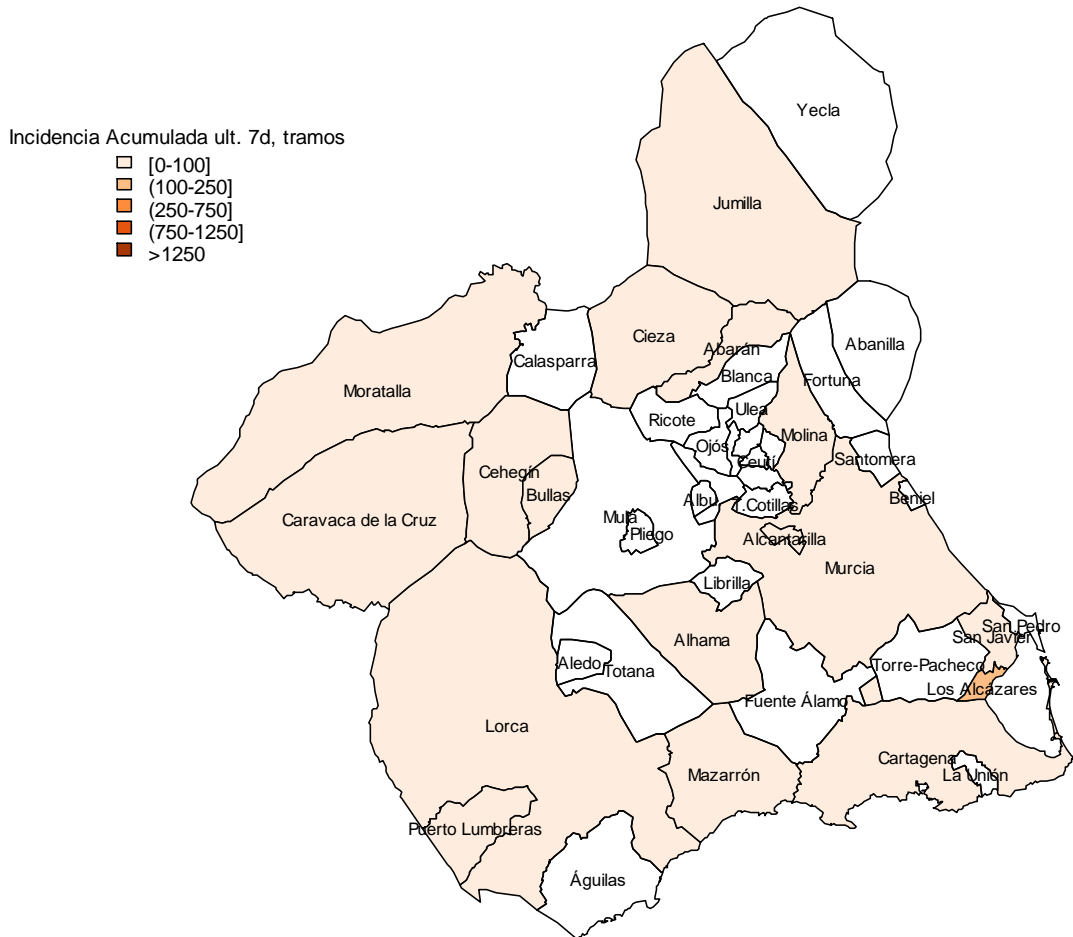 Incidencia Acumulada ult. 7d, tramos
[0-100]
(100-250]
(250-750]
(750-1250]
>1250
Yecla
Jumilla
Cieza
Abarán
Abanilla
Calasparra
Blanca
Fortuna
Moratalla
Ulea
Ricote
Molina
Ojós
Santomera
Ceutí
Cehegín
Bullas
Albu
Beniel
T.Cotillas
Caravaca de la Cruz
Mula
Pliego
Alcantarilla
Murcia
Librilla
San Pedro
San Javier
Alhama
Aledo
Totana
Torre-Pacheco
Los Alcázares
Fuente Álamo
Lorca
Cartagena
Mazarrón
La Unión
Puerto Lumbreras
Águilas